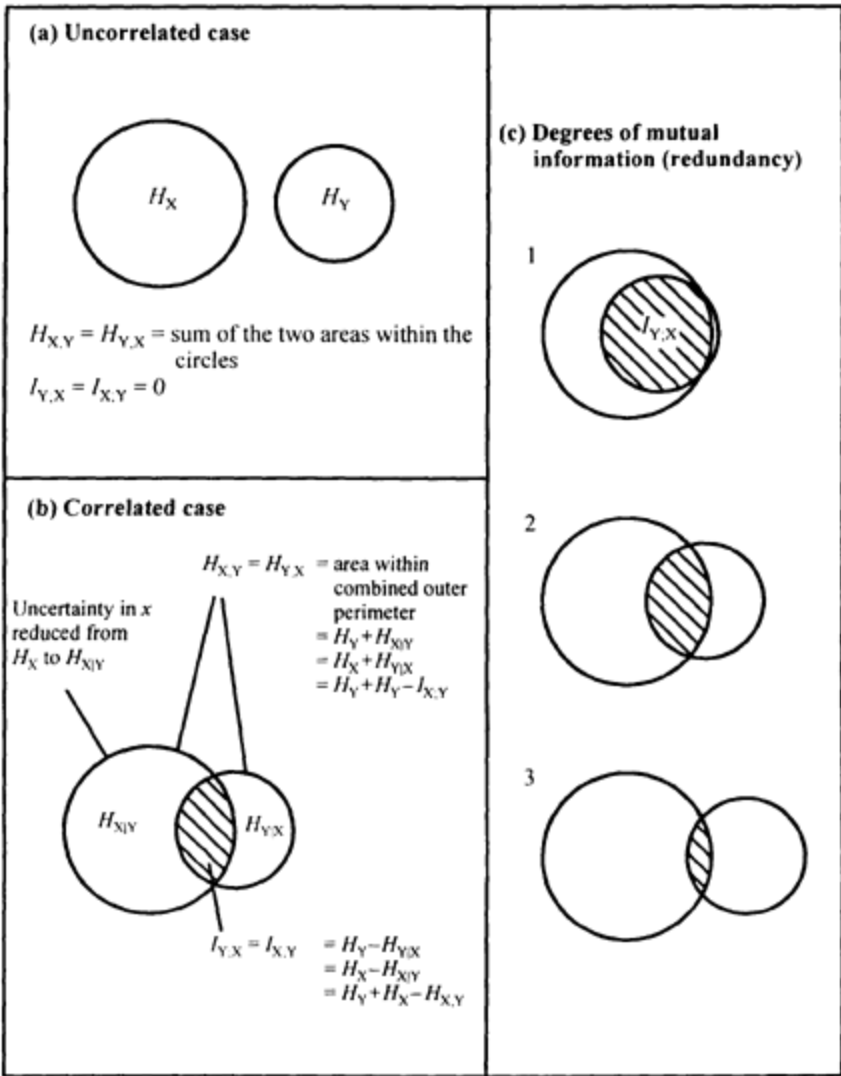 (a) Uncorrelated case
H_X
H_Y
H_X,Y = H_Y,X = sum of the two areas within the
circles
I_Y,X = I_X,Y = 0
(b) Correlated case
H_X,Y = H_Y,X = area within
combined outer
perimeter
= H_Y + H_X|Y
= H_X + H_Y|X
= H_Y + H_Y − I_X,Y
Uncertainty in x
reduced from
H_X to H_X|Y
H_X|Y
H_Y|X
I_Y,X = I_X,Y = H_Y − H_Y|X
= H_X − H_X|Y
= H_Y + H_X − H_X,Y
(c) Degrees of mutual
information (redundancy)
1
I_Y,X
2
3